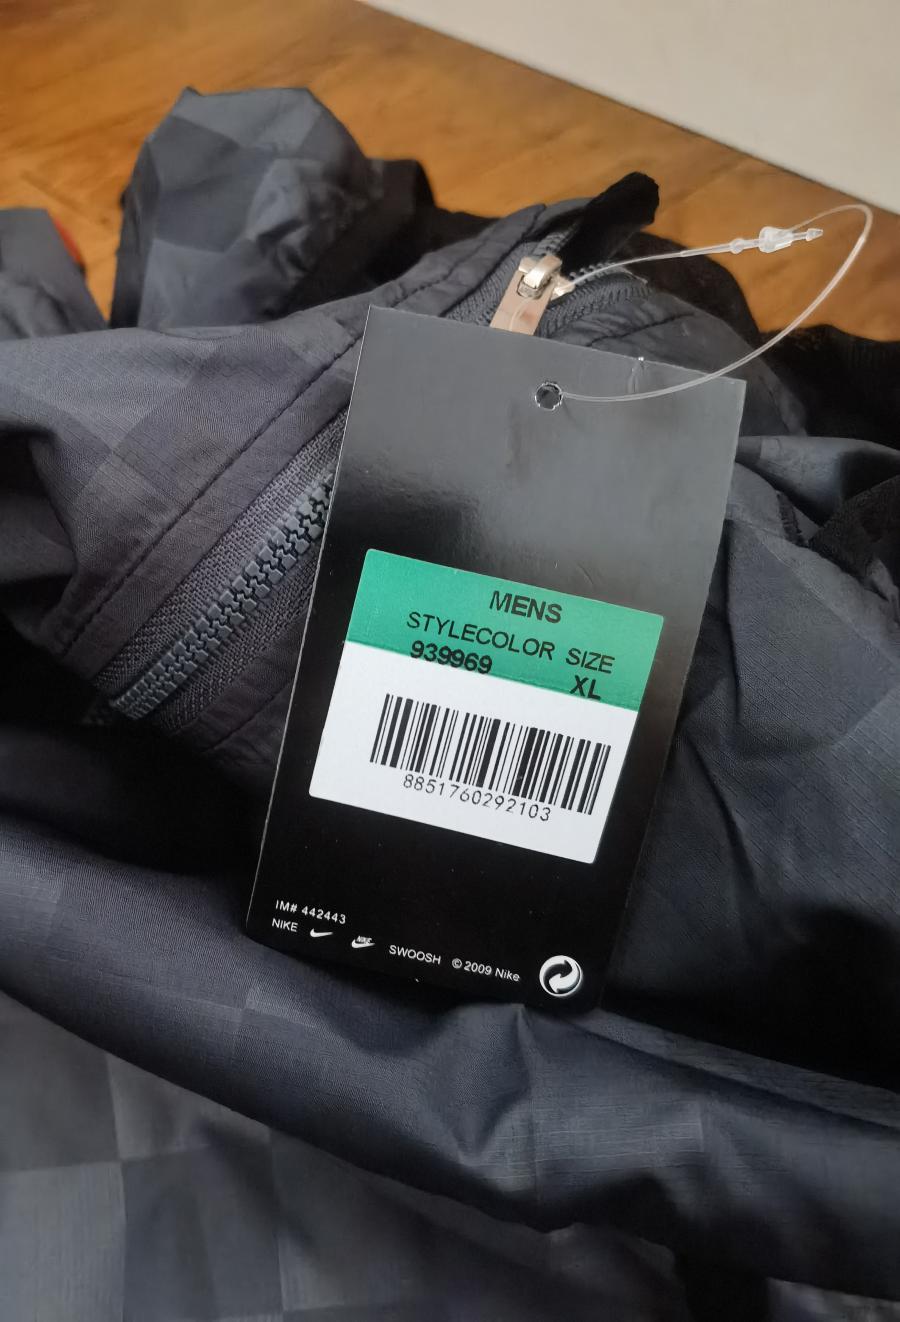 MENS
STYLECOLOR SIZE
939969 XL
8851760292103
IM# 442443
NIKE NIKE SWOOSH © 2009 Nike